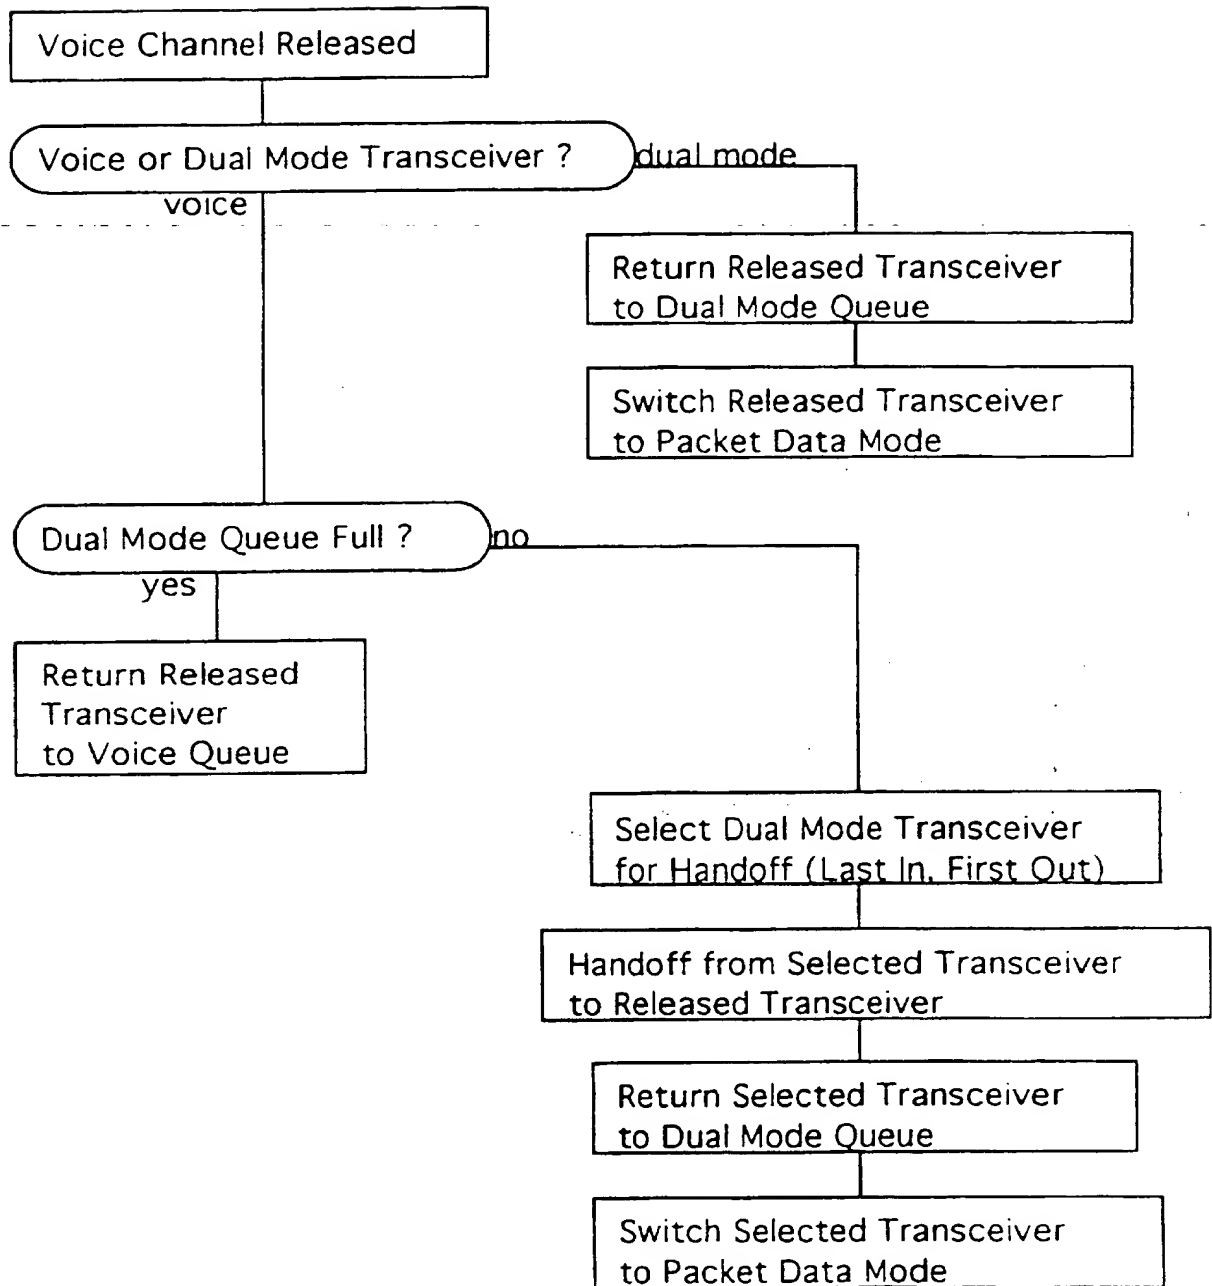 Voice Channel Released
Voice or Dual Mode Transceiver ?
dual mode
voice
Return Released Transceiver
to Dual Mode Queue
Switch Released Transceiver
to Packet Data Mode
Dual Mode Queue Full ?
no
yes
Return Released
Transceiver
to Voice Queue
Select Dual Mode Transceiver
for Handoff (Last In, First Out)
Handoff from Selected Transceiver
to Released Transceiver
Return Selected Transceiver
to Dual Mode Queue
Switch Selected Transceiver
to Packet Data Mode